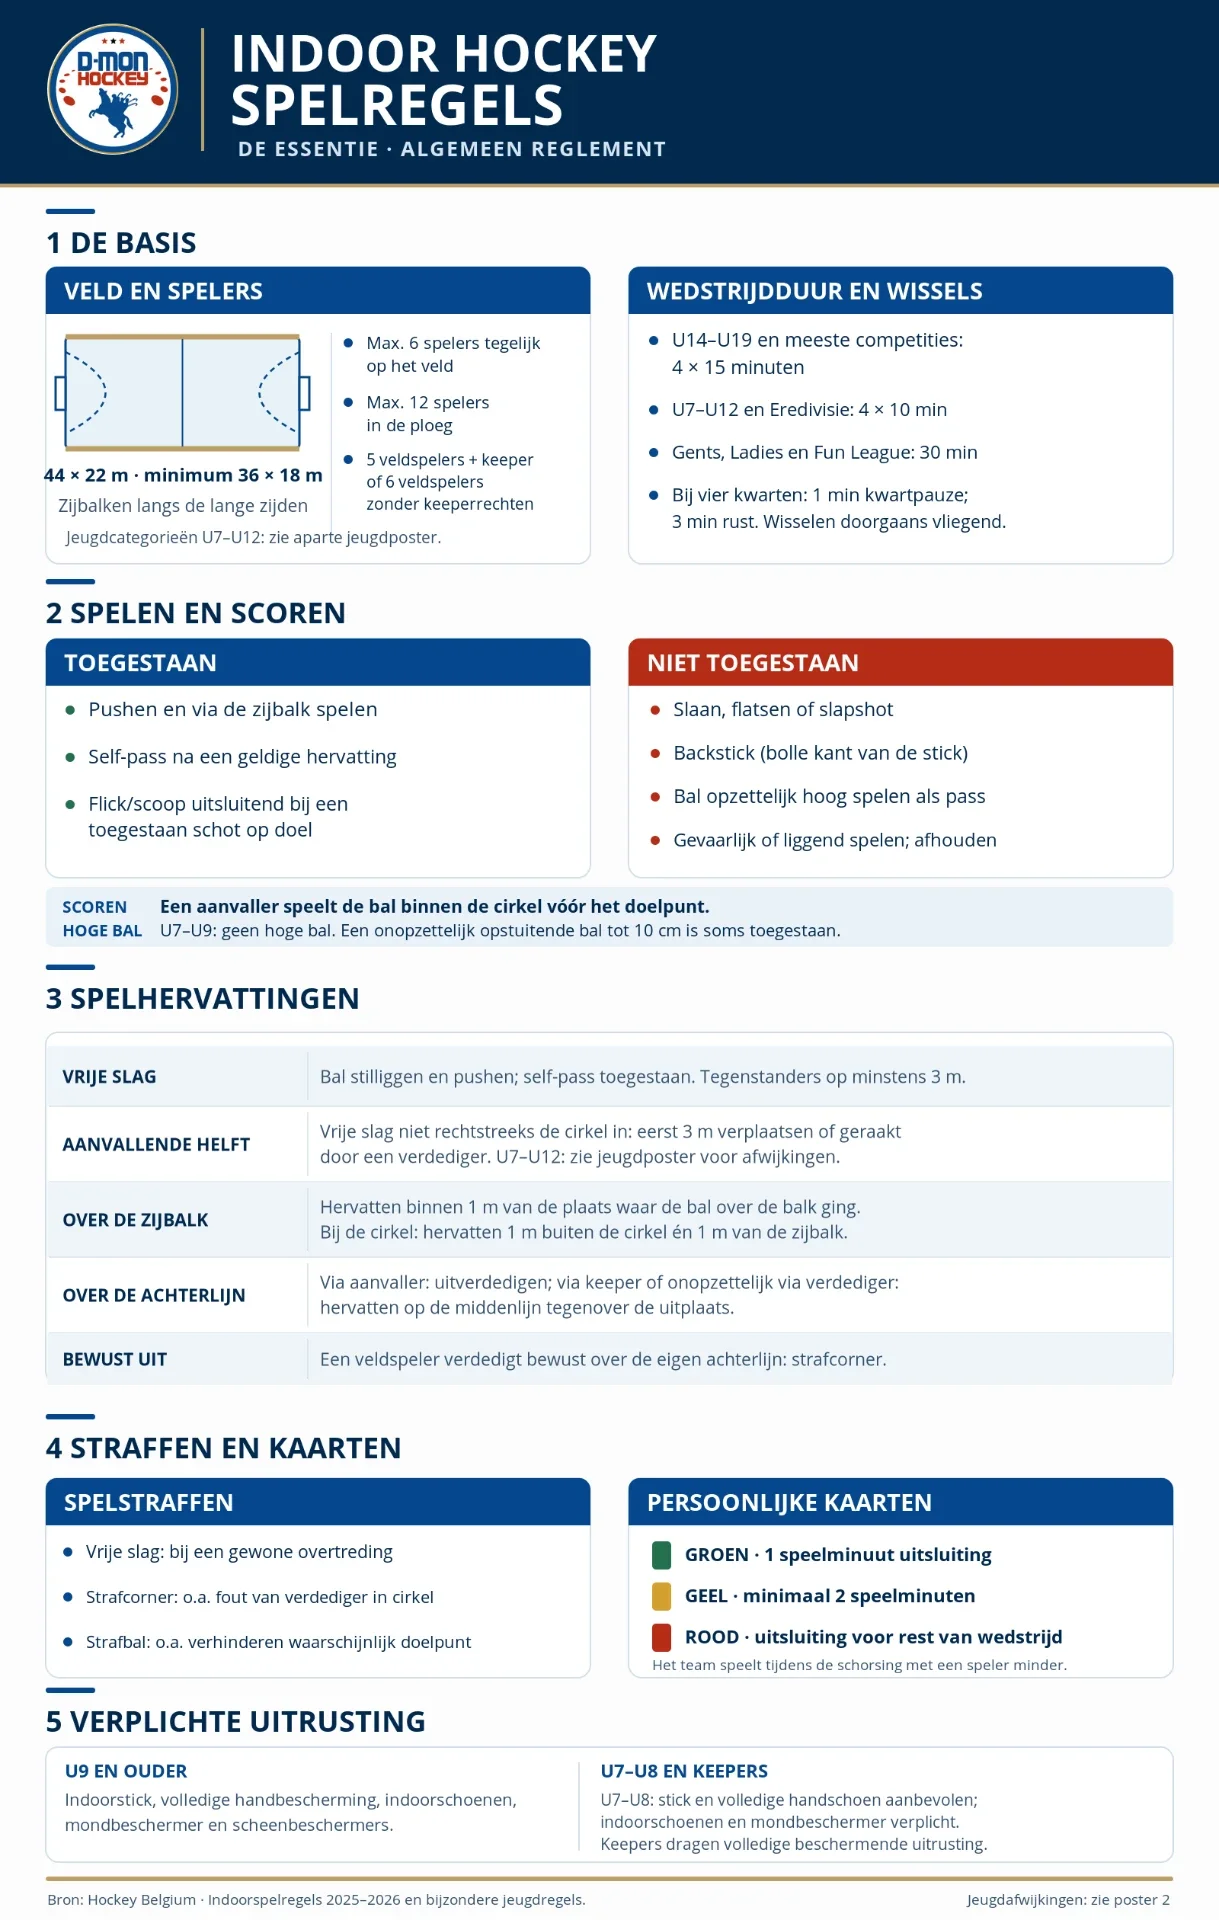 D-MON
HOCKEY
INDOOR HOCKEY
SPELREGELS
DE ESSENTIE · ALGEMEEN REGLEMENT
1 DE BASIS
VELD EN SPELERS
44 × 22 m · minimum 36 × 18 m
Zijbalken langs de lange zijden
• Max. 6 spelers tegelijk
op het veld
• Max. 12 spelers
in de ploeg
• 5 veldspelers + keeper
of 6 veldspelers
zonder keeperrechten
Jeugdcategorieën U7–U12: zie aparte jeugdposter.
WEDSTRIJDDUUR EN WISSELS
• U14–U19 en meeste competities:
4 × 15 minuten
• U7–U12 en Eredivisie: 4 × 10 min
• Gents, Ladies en Fun League: 30 min
• Bij vier kwarten: 1 min kwartpauze;
3 min rust. Wisselen doorgaans vliegend.
2 SPELEN EN SCOREN
TOEGESTAAN
• Pushen en via de zijbalk spelen
• Self-pass na een geldige hervatting
• Flick/scoop uitsluitend bij een
toegestaan schot op doel
NIET TOEGESTAAN
• Slaan, flatsen of slapshot
• Backstick (bolle kant van de stick)
• Bal opzettelijk hoog spelen als pass
• Gevaarlijk of liggend spelen; afhouden
SCOREN Een aanvaller speelt de bal binnen de cirkel vóór het doelpunt.
HOGE BAL U7–U9: geen hoge bal. Een onopzettelijk opstuitende bal tot 10 cm is soms toegestaan.
3 SPELHERVATTINGEN
VRIJE SLAG
Bal stilliggen en pushen; self-pass toegestaan. Tegenstanders op minstens 3 m.
AANVALLENDE HELFT
Vrije slag niet rechtstreeks de cirkel in: eerst 3 m verplaatsen of geraakt
door een verdediger. U7–U12: zie jeugdposter voor afwijkingen.
OVER DE ZIJBALK
Hervatten binnen 1 m van de plaats waar de bal over de balk ging.
Bij de cirkel: hervatten 1 m buiten de cirkel én 1 m van de zijbalk.
OVER DE ACHTERLIJN
Via aanvaller: uitverdedigen; via keeper of onopzettelijk via verdediger:
hervatten op de middenlijn tegenover de uitplaats.
BEWUST UIT
Een veldspeler verdedigt bewust over de eigen achterlijn: strafcorner.
4 STRAFFEN EN KAARTEN
SPELSTRAFFEN
• Vrije slag: bij een gewone overtreding
• Strafcorner: o.a. fout van verdediger in cirkel
• Strafbal: o.a. verhinderen waarschijnlijk doelpunt
PERSOONLIJKE KAARTEN
GROEN · 1 speelminuut uitsluiting
GEEL · minimaal 2 speelminuten
ROOD · uitsluiting voor rest van wedstrijd
Het team speelt tijdens de schorsing met een speler minder.
5 VERPLICHTE UITRUSTING
U9 EN OUDER
Indoorstick, volledige handbescherming, indoorschoenen,
mondbeschermer en scheenbeschermers.
U7–U8 EN KEEPERS
U7–U8: stick en volledige handschoen aanbevolen;
indoorschoenen en mondbeschermer verplicht.
Keepers dragen volledige beschermende uitrusting.
Bron: Hockey Belgium · Indoorspelregels 2025–2026 en bijzondere jeugdregels.
Jeugdafwijkingen: zie poster 2